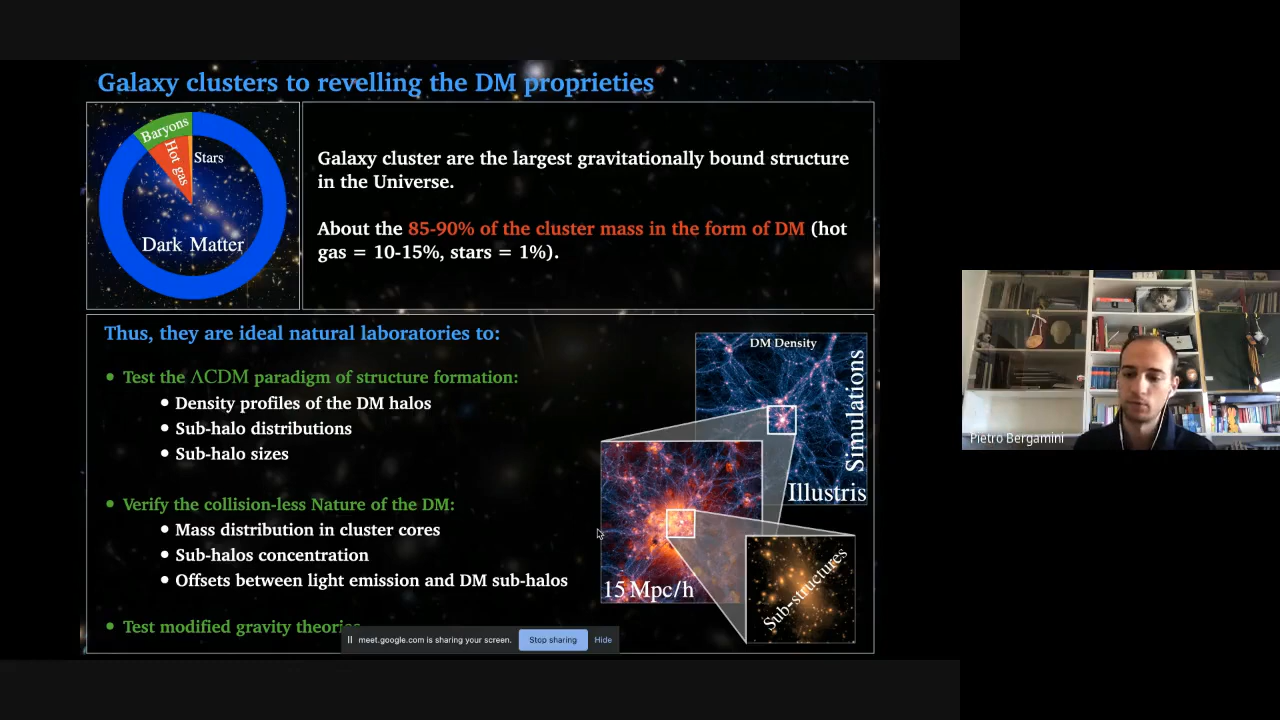 Galaxy clusters to revelling the DM proprieties
Baryons
Hot gas
Stars
Dark Matter
Galaxy cluster are the largest gravitationally bound structure
in the Universe.
About the 85-90% of the cluster mass in the form of DM (hot
gas = 10-15%, stars = 1%).
Thus, they are ideal natural laboratories to:
• Test the ΛCDM paradigm of structure formation:
• Density profiles of the DM halos
• Sub-halo distributions
• Sub-halo sizes
• Verify the collision-less Nature of the DM:
• Mass distribution in cluster cores
• Sub-halos concentration
• Offsets between light emission and DM sub-halos
• Test modified gravity theories
DM Density
Simulations
Illustris
15 Mpc/h
Sub-structures
meet.google.com is sharing your screen.
Stop sharing
Hide
Pietro Bergamini